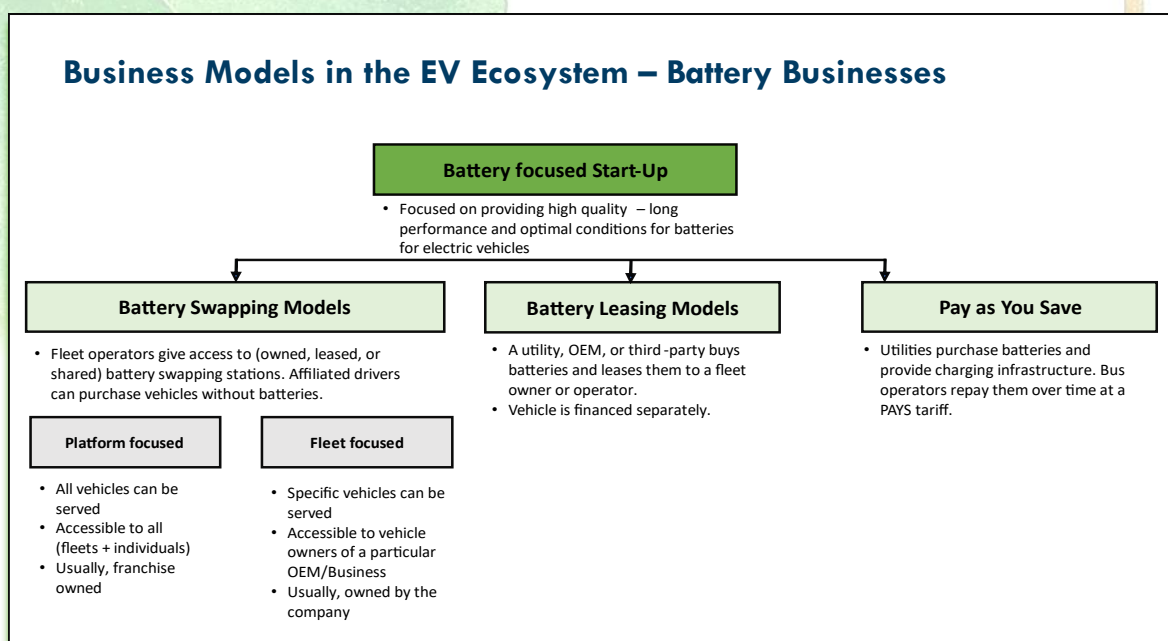 Business Models in the EV Ecosystem – Battery Businesses
Battery focused Start-Up
• Focused on providing high quality – long
performance and optimal conditions for batteries
for electric vehicles
Battery Swapping Models
• Fleet operators give access to (owned, leased, or
shared) battery swapping stations. Affiliated drivers
can purchase vehicles without batteries.
Platform focused
• All vehicles can be
served
• Accessible to all
(fleets + individuals)
• Usually, franchise
owned
Fleet focused
• Specific vehicles can be
served
• Accessible to vehicle
owners of a particular
OEM/Business
• Usually, owned by the
company
Battery Leasing Models
• A utility, OEM, or third-party buys
batteries and leases them to a fleet
owner or operator.
• Vehicle is financed separately.
Pay as You Save
• Utilities purchase batteries and
provide charging infrastructure. Bus
operators repay them over time at a
PAYS tariff.